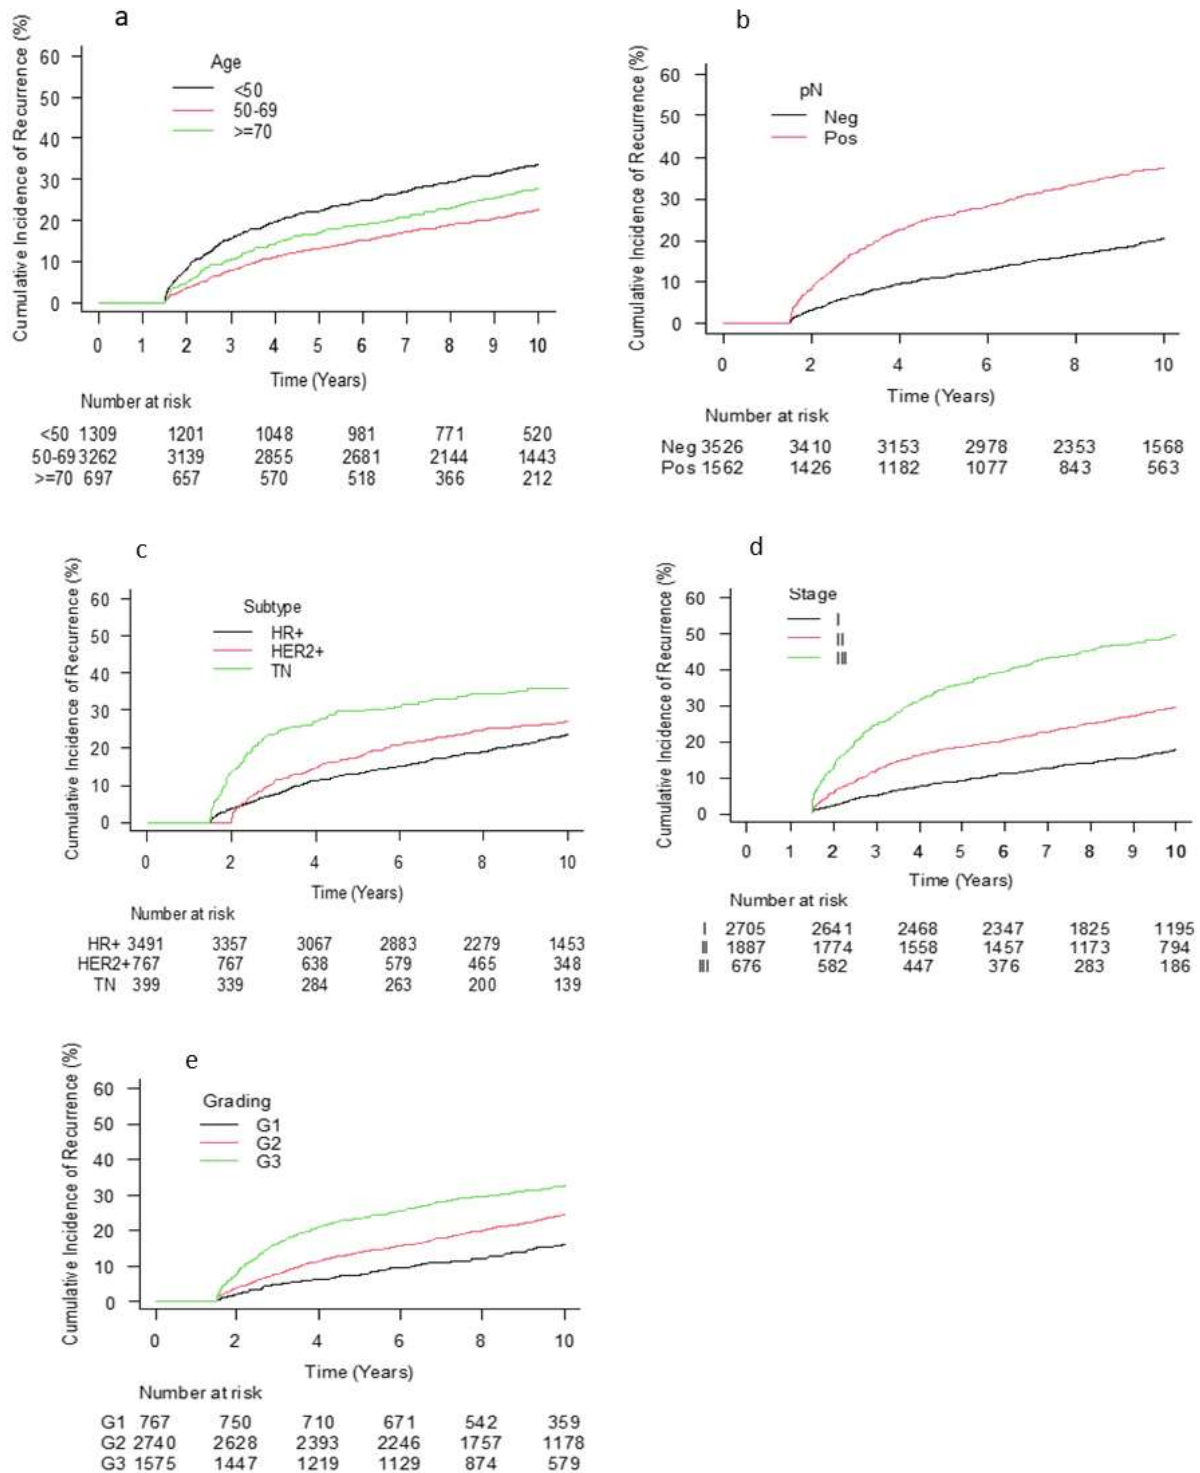 a
Cumulative Incidence of Recurrence (%)
60
50
40
30
20
10
0
Age
<50
50-69
>=70
0 1 2 3 4 5 6 7 8 9 10
Time (Years)
Number at risk
<50 1309 1201 1048 981 771 520
50-69 3262 3139 2855 2681 2144 1443
>=70 697 657 570 518 366 212
b
Cumulative Incidence of Recurrence (%)
60
50
40
30
20
10
0
pN
Neg
Pos
0 2 4 6 8 10
Time (Years)
Number at risk
Neg 3526 3410 3153 2978 2353 1568
Pos 1562 1426 1182 1077 843 563
c
Cumulative Incidence of Recurrence (%)
60
50
40
30
20
10
0
Subtype
HR+
HER2+
TN
0 2 4 6 8 10
Time (Years)
Number at risk
HR+ 3491 3357 3067 2883 2279 1453
HER2+ 767 767 638 579 465 348
TN 399 339 284 263 200 139
d
Cumulative Incidence of Recurrence (%)
60
50
40
30
20
10
0
Stage
I
II
III
0 1 2 3 4 5 6 7 8 9 10
Time (Years)
Number at risk
I 2705 2641 2468 2347 1825 1195
II 1887 1774 1558 1457 1173 794
III 676 582 447 376 283 186
e
Cumulative Incidence of Recurrence (%)
60
50
40
30
20
10
0
Grading
G1
G2
G3
0 2 4 6 8 10
Time (Years)
Number at risk
G1 767 750 710 671 542 359
G2 2740 2628 2393 2246 1757 1178
G3 1575 1447 1219 1129 874 579